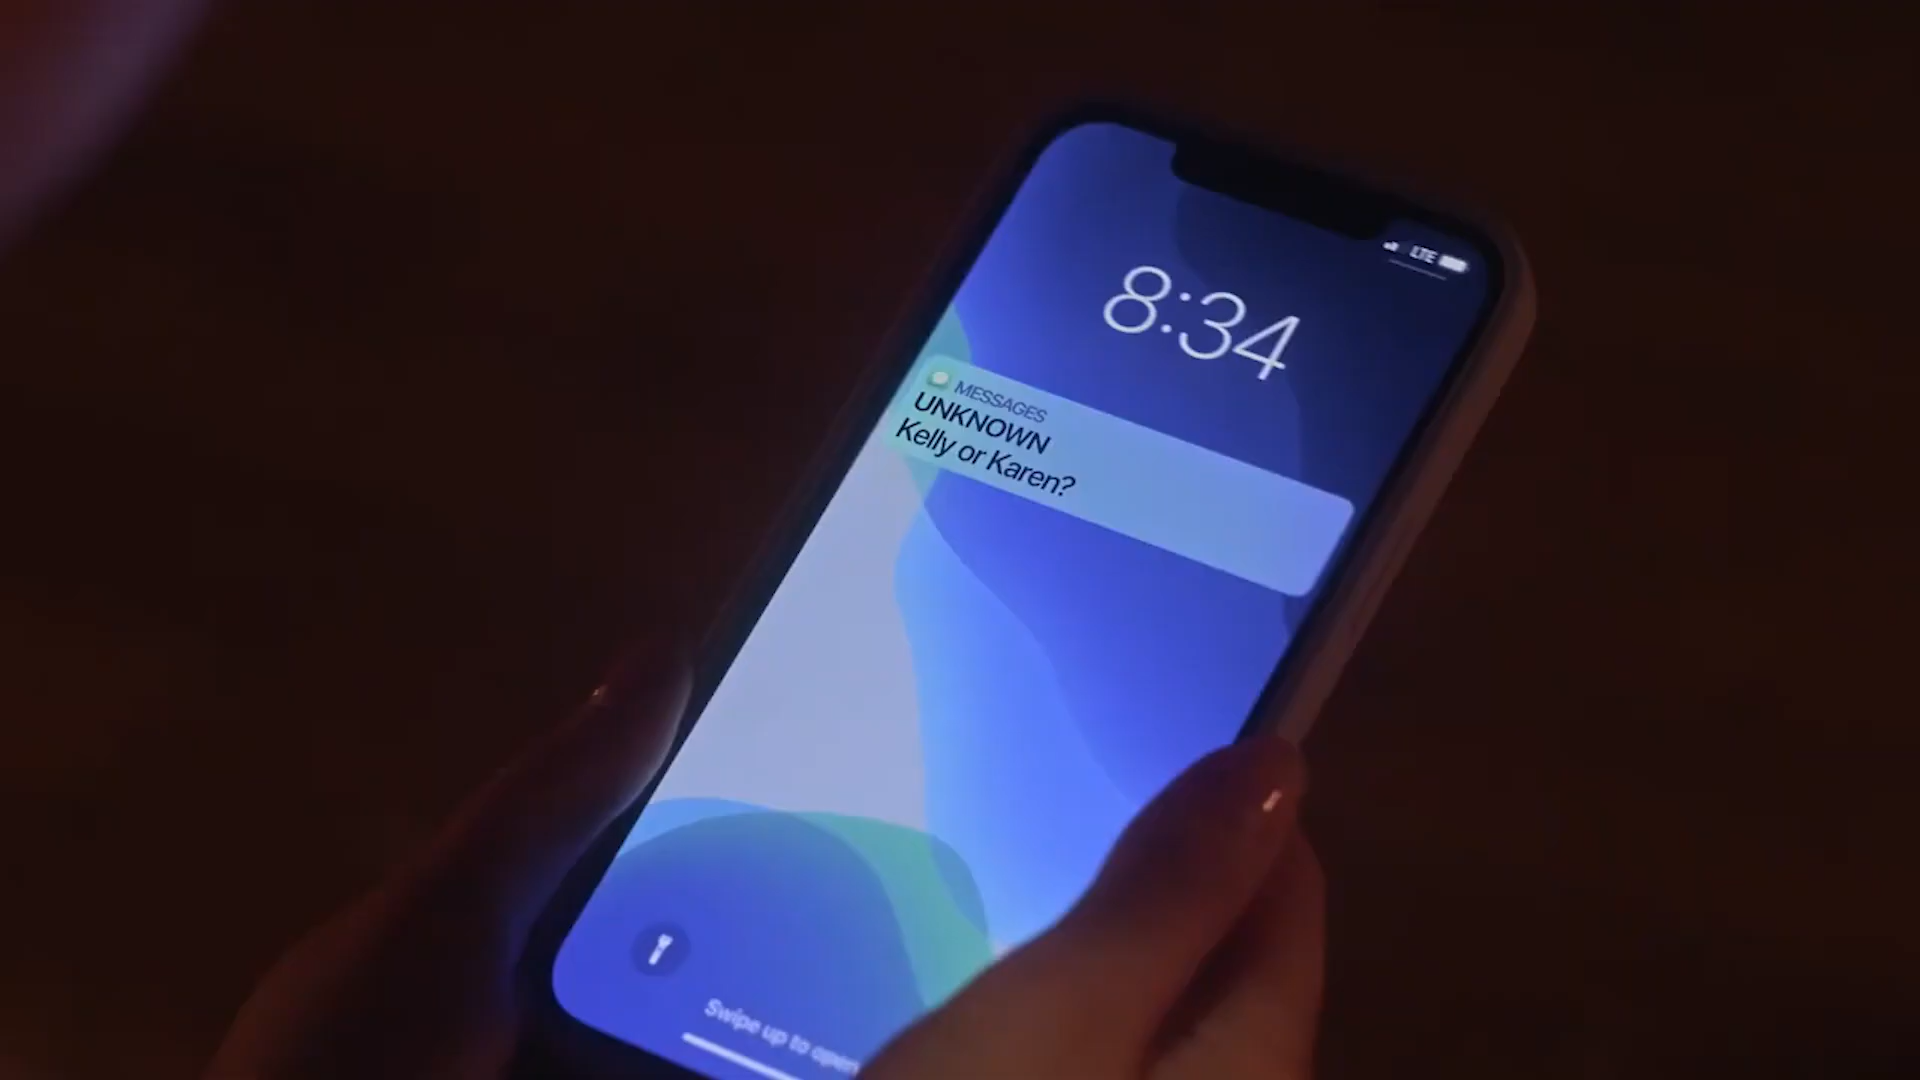 LTE
8:34
MESSAGES
UNKNOWN
Kelly or Karen?
Swipe up to open